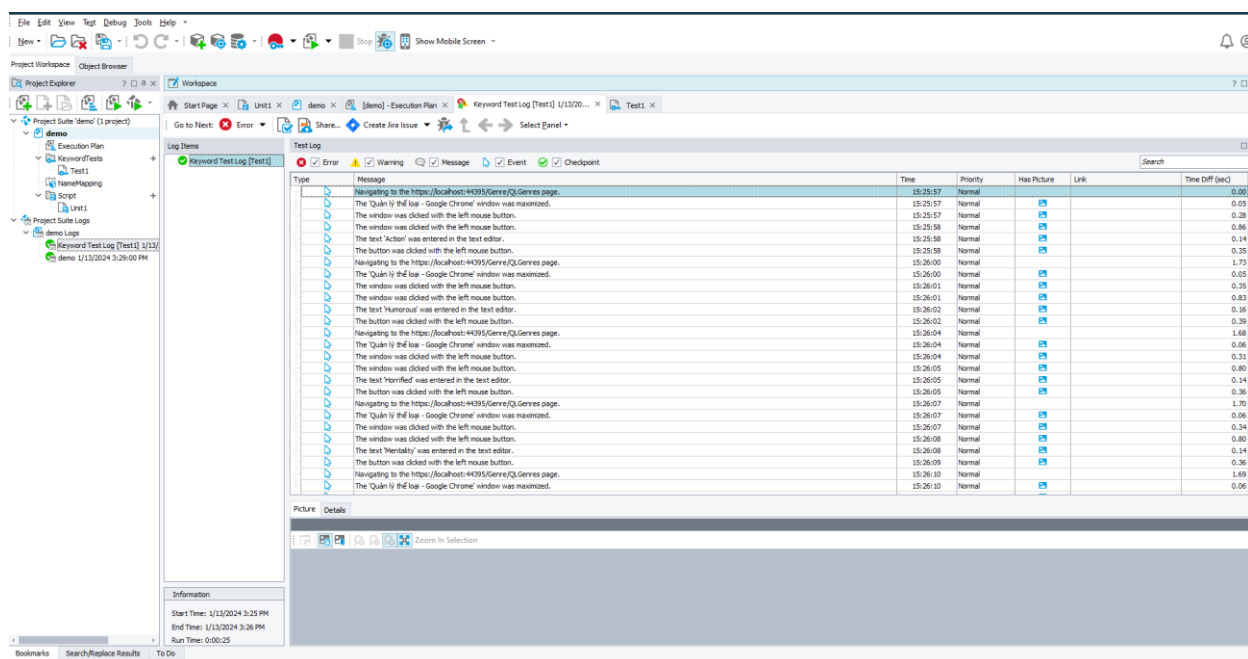 File Edit View Test Debug Tools Help
New Stop Show Mobile Screen
Project Workspace Object Browser
Project Explorer
Workspace
Start Page Unit1 demo [demo] - Execution Plan Keyword Test Log [Test1] 1/13/20... Test1
Project Suite 'demo' (1 project)
demo
Execution Plan
KeywordTests
Test1
NameMapping
Script
Unit1
Project Suite Logs
demo Logs
Keyword Test Log [Test1] 1/13/
demo 1/13/2024 3:29:00 PM
Go to Next: Error Share... Create Jira Issue Select Panel
Log Items
Keyword Test Log [Test1]
Test Log
Error Warning Message Event Checkpoint Search
Type Message Time Priority Has Picture Link Time Diff (sec)
Navigating to the https://localhost:44395/Genre/QLGenres page. 15:25:57 Normal 0.00
The 'Quản lý thể loại - Google Chrome' window was maximized. 15:25:57 Normal 0.05
The window was clicked with the left mouse button. 15:25:57 Normal 0.28
The window was clicked with the left mouse button. 15:25:58 Normal 0.86
The text 'Action' was entered in the text editor. 15:25:58 Normal 0.14
The button was clicked with the left mouse button. 15:25:58 Normal 0.35
Navigating to the https://localhost:44395/Genre/QLGenres page. 15:26:00 Normal 1.73
The 'Quản lý thể loại - Google Chrome' window was maximized. 15:26:00 Normal 0.05
The window was clicked with the left mouse button. 15:26:01 Normal 0.35
The window was clicked with the left mouse button. 15:26:01 Normal 0.83
The text 'Humorous' was entered in the text editor. 15:26:02 Normal 0.16
The button was clicked with the left mouse button. 15:26:02 Normal 0.39
Navigating to the https://localhost:44395/Genre/QLGenres page. 15:26:04 Normal 1.68
The 'Quản lý thể loại - Google Chrome' window was maximized. 15:26:04 Normal 0.06
The window was clicked with the left mouse button. 15:26:04 Normal 0.31
The window was clicked with the left mouse button. 15:26:05 Normal 0.80
The text 'Horrified' was entered in the text editor. 15:26:05 Normal 0.14
The button was clicked with the left mouse button. 15:26:05 Normal 0.36
Navigating to the https://localhost:44395/Genre/QLGenres page. 15:26:07 Normal 1.70
The 'Quản lý thể loại - Google Chrome' window was maximized. 15:26:07 Normal 0.06
The window was clicked with the left mouse button. 15:26:07 Normal 0.34
The window was clicked with the left mouse button. 15:26:08 Normal 0.80
The text 'Mentality' was entered in the text editor. 15:26:08 Normal 0.14
The button was clicked with the left mouse button. 15:26:09 Normal 0.36
Navigating to the https://localhost:44395/Genre/QLGenres page. 15:26:10 Normal 1.69
The 'Quản lý thể loại - Google Chrome' window was maximized. 15:26:10 Normal 0.06
Picture Details
Zoom In Selection
Information
Start Time: 1/13/2024 3:25 PM
End Time: 1/13/2024 3:26 PM
Run Time: 0:00:25
Bookmarks Search/Replace Results To Do